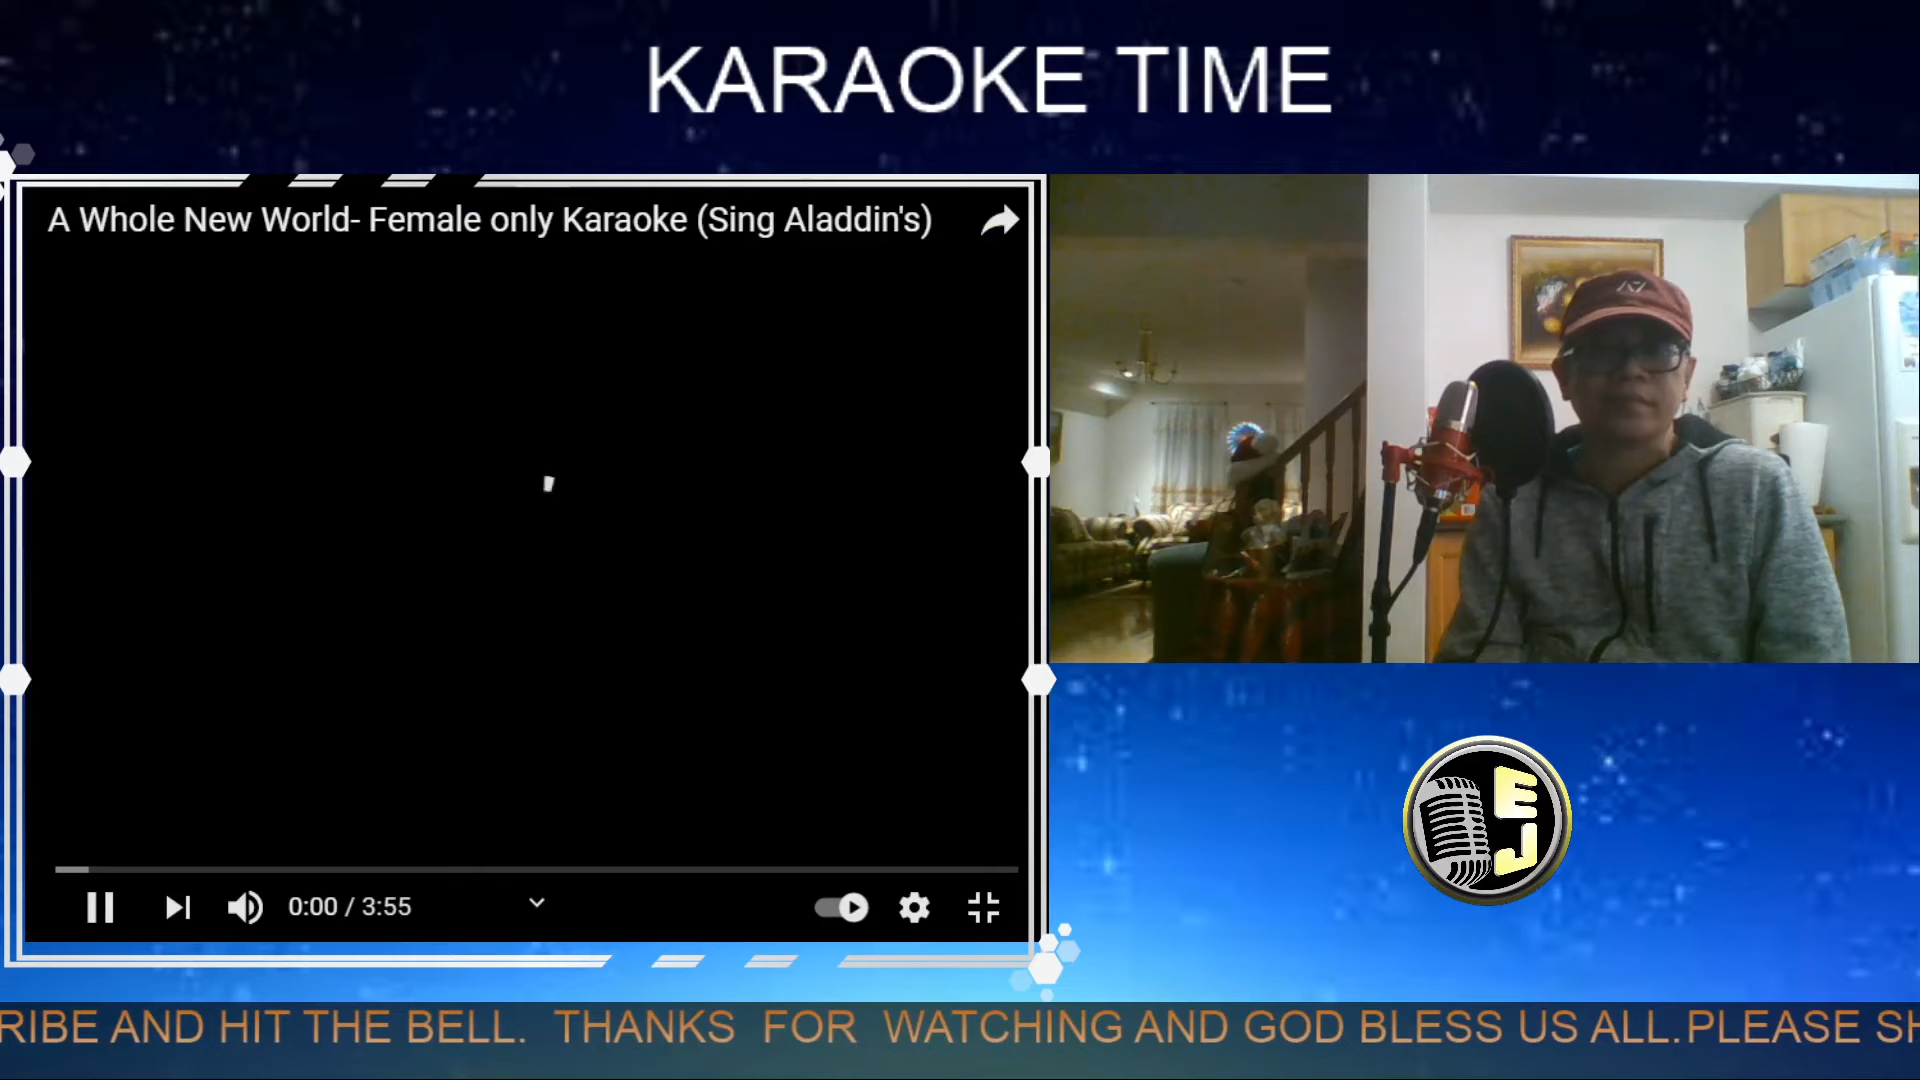 KARAOKE TIME
A Whole New World- Female only Karaoke (Sing Aladdin's)
0:00 / 3:55
EJ
RIBE AND HIT THE BELL. THANKS FOR WATCHING AND GOD BLESS US ALL. PLEASE SH